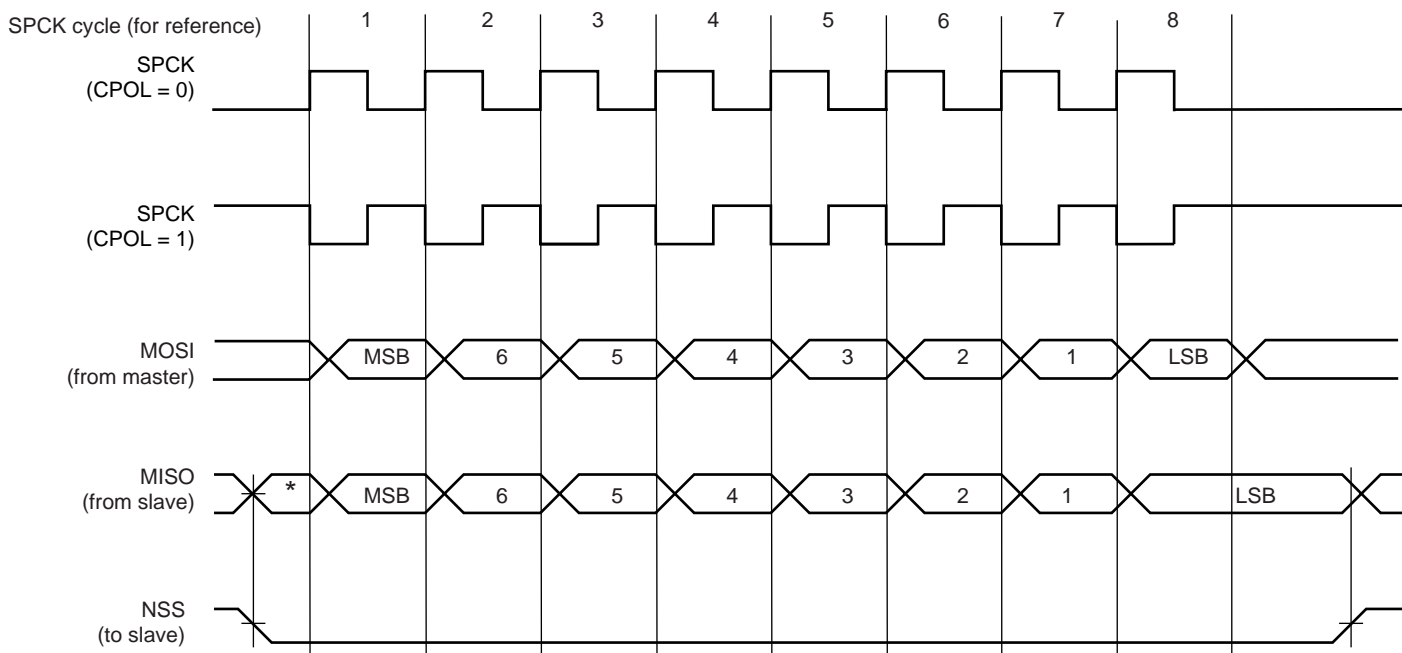 SPCK cycle (for reference) 1 2 3 4 5 6 7 8
SPCK
(CPOL = 0)
SPCK
(CPOL = 1)
MOSI
(from master)
MSB 6 5 4 3 2 1 LSB
MISO
(from slave)
* MSB 6 5 4 3 2 1 LSB
NSS
(to slave)